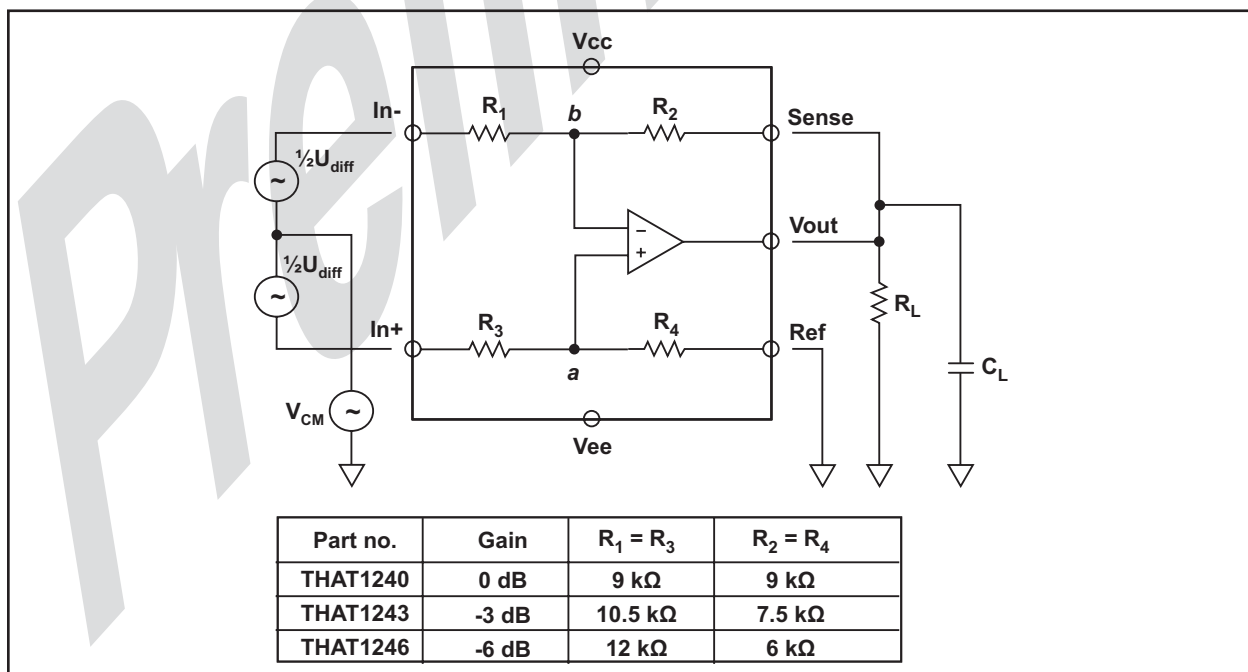 Preli
Vcc
In-
R1
b
R2
Sense
½Udiff
Vout
½Udiff
RL
In+
R3
a
R4
Ref
CL
VCM
Vee
Part no. Gain R1 = R3 R2 = R4
THAT1240 0 dB 9 kΩ 9 kΩ
THAT1243 -3 dB 10.5 kΩ 7.5 kΩ
THAT1246 -6 dB 12 kΩ 6 kΩ